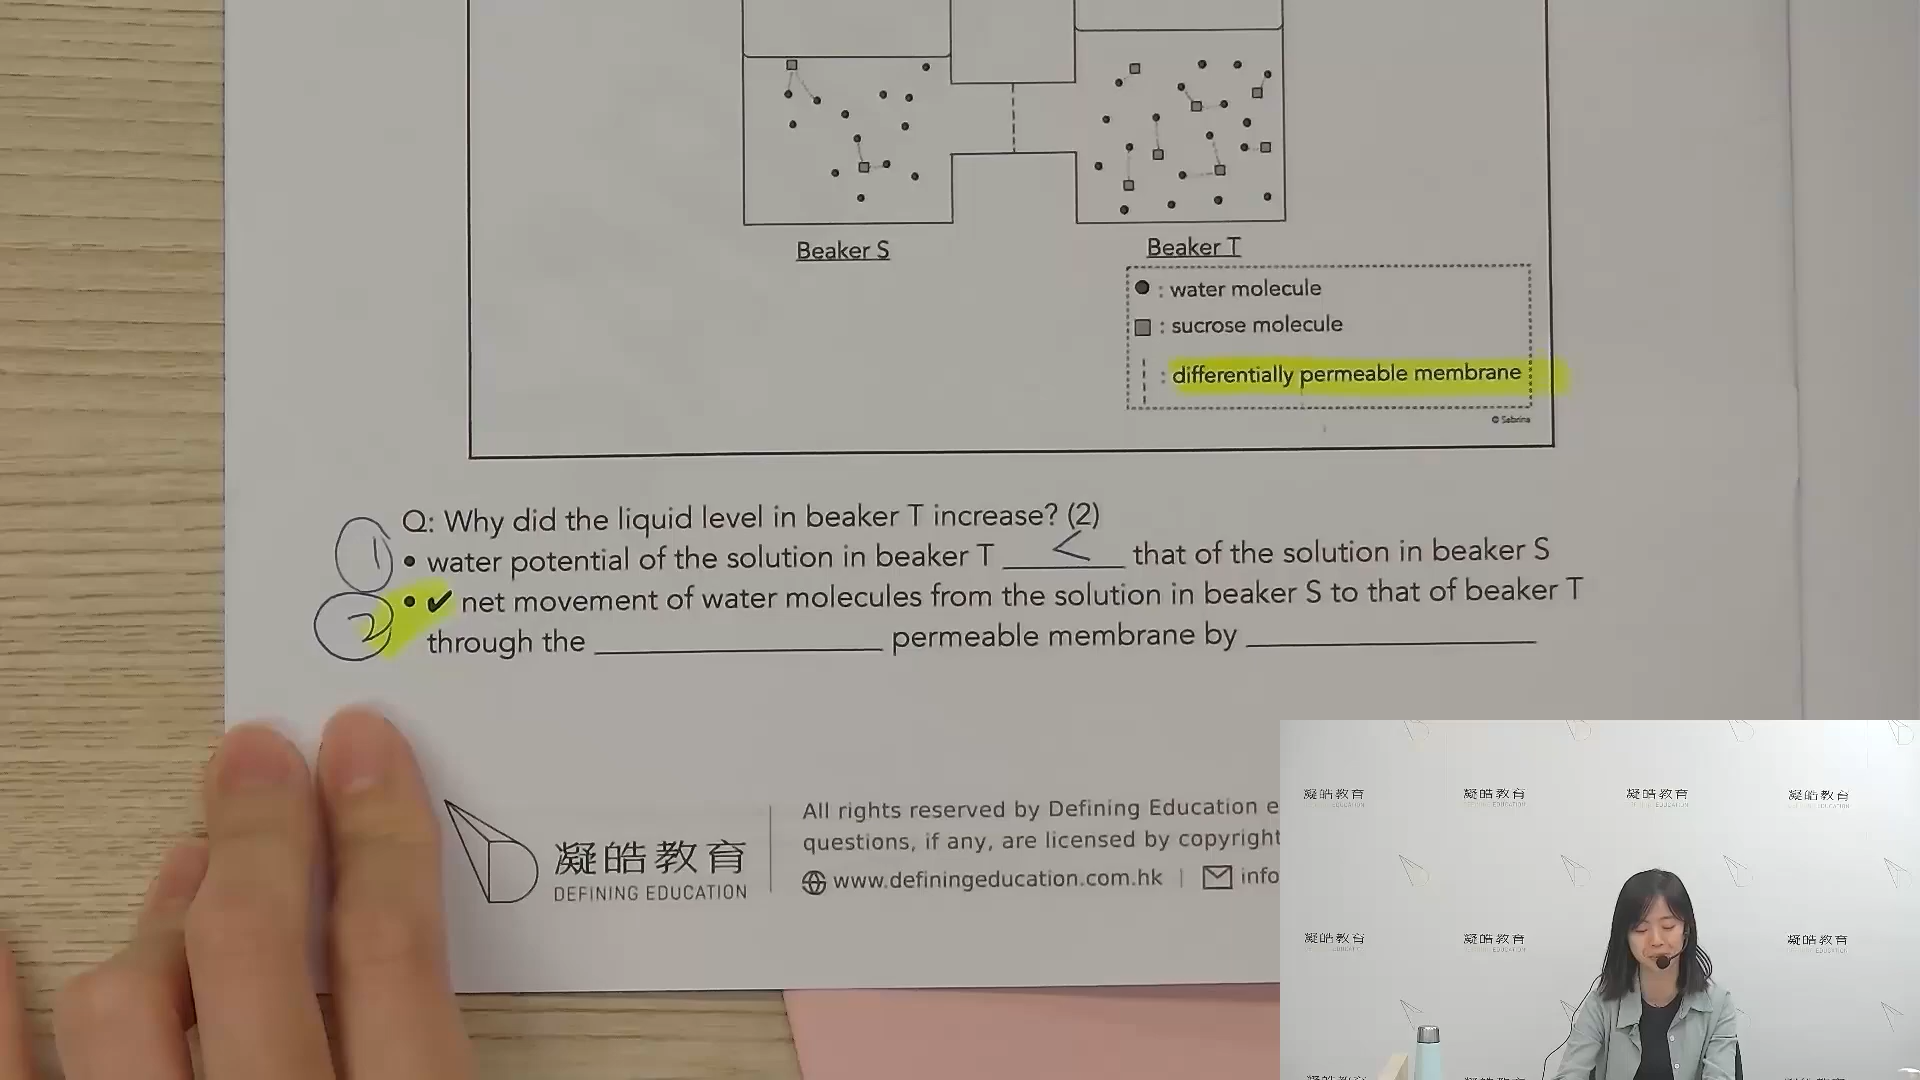 Beaker S
Beaker T
: water molecule
: sucrose molecule
: differentially permeable membrane
© Sabrina
Q: Why did the liquid level in beaker T increase? (2)
1 • water potential of the solution in beaker T < that of the solution in beaker S
2 • ✔ net movement of water molecules from the solution in beaker S to that of beaker T
through the ____ permeable membrane by ____
凝皓教育
DEFINING EDUCATION
All rights reserved by Defining Education e
questions, if any, are licensed by copyright
www.definingeducation.com.hk | info
凝皓教育 凝皓教育 凝皓教育 凝皓教育
凝皓教育 凝皓教育 凝皓教育